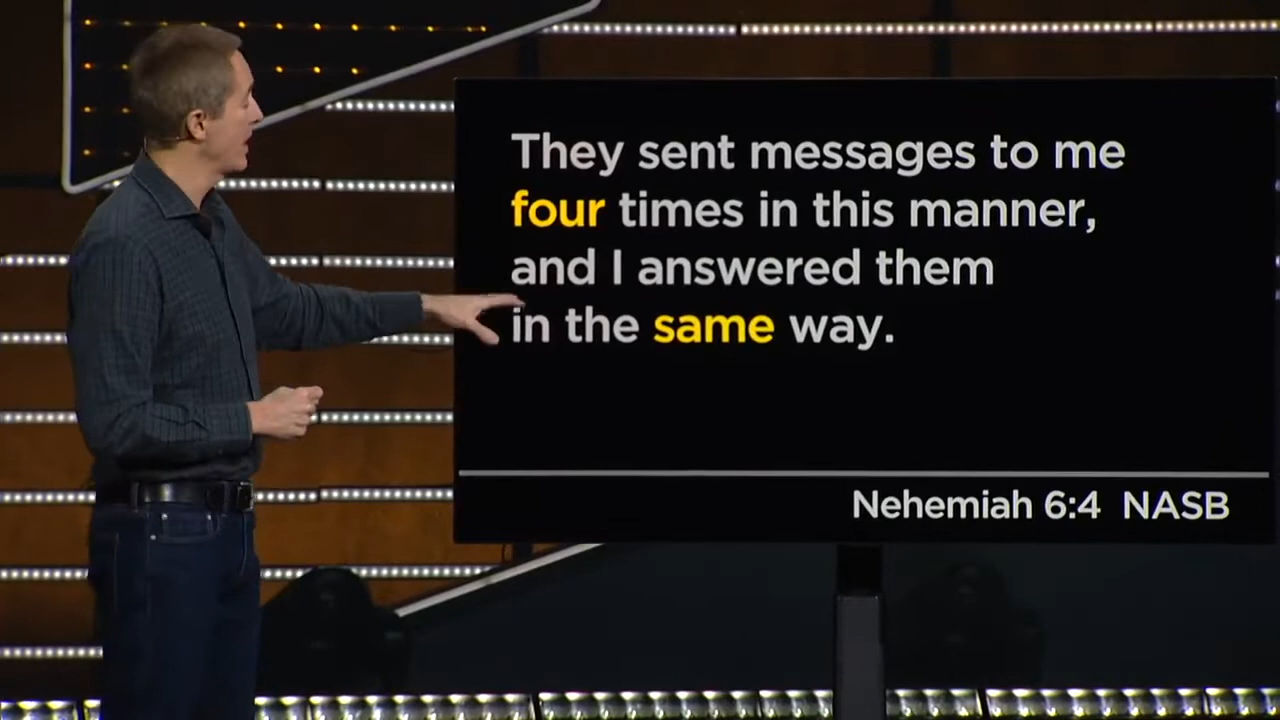 They sent messages to me
four times in this manner,
and I answered them
in the same way.
Nehemiah 6:4 NASB